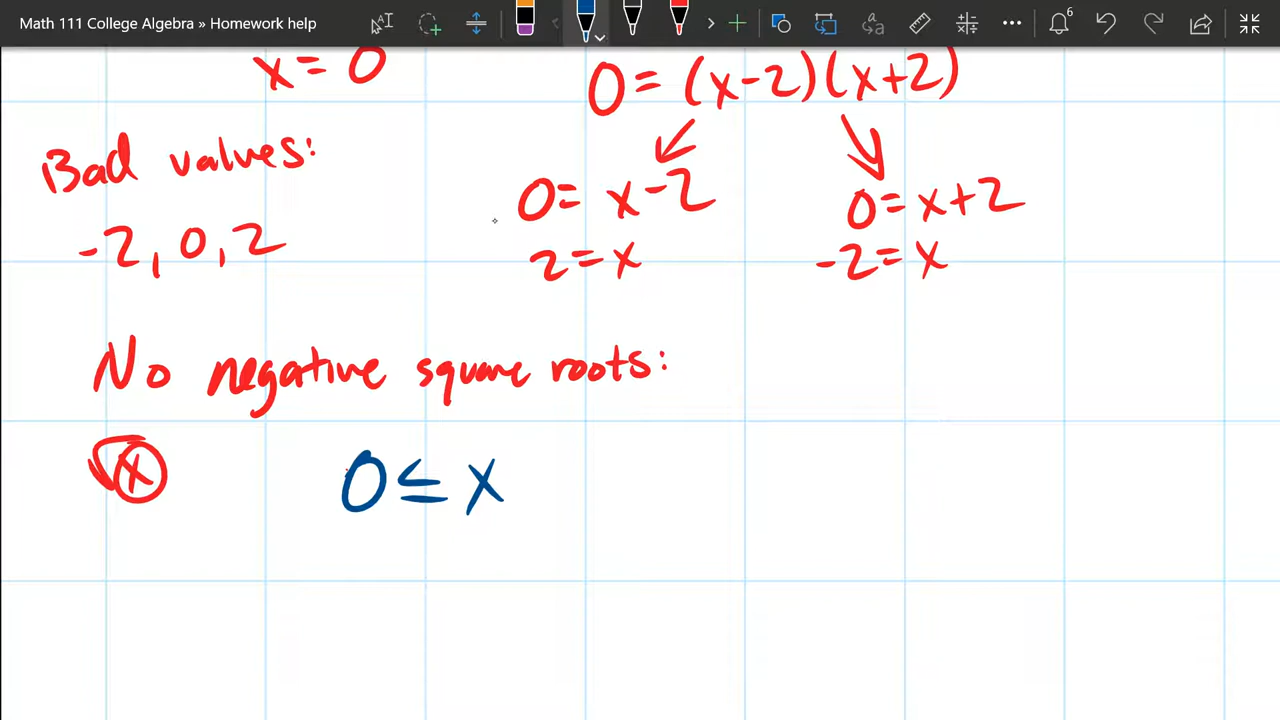 Math 111 College Algebra » Homework help
6
x = 0
0 = (x-2)(x+2)
Bad values:
-2, 0, 2
0 = x-2
2 = x
0 = x+2
-2 = x
No negative square roots:
√x
0 ≤ x